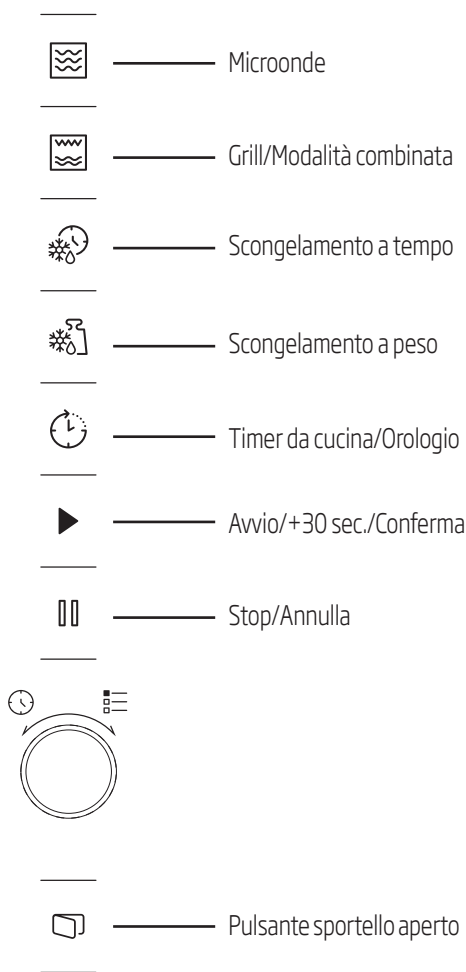 Microonde
Grill/Modalità combinata
Scongelamento a tempo
Scongelamento a peso
Timer da cucina/Orologio
Avvio/+30 sec./Conferma
Stop/Annulla
Pulsante sportello aperto